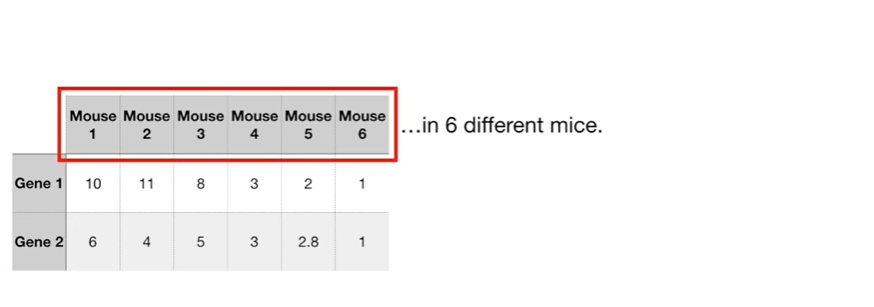 Mouse 1 Mouse 2 Mouse 3 Mouse 4 Mouse 5 Mouse 6
...in 6 different mice.
Gene 1 10 11 8 3 2 1
Gene 2 6 4 5 3 2.8 1